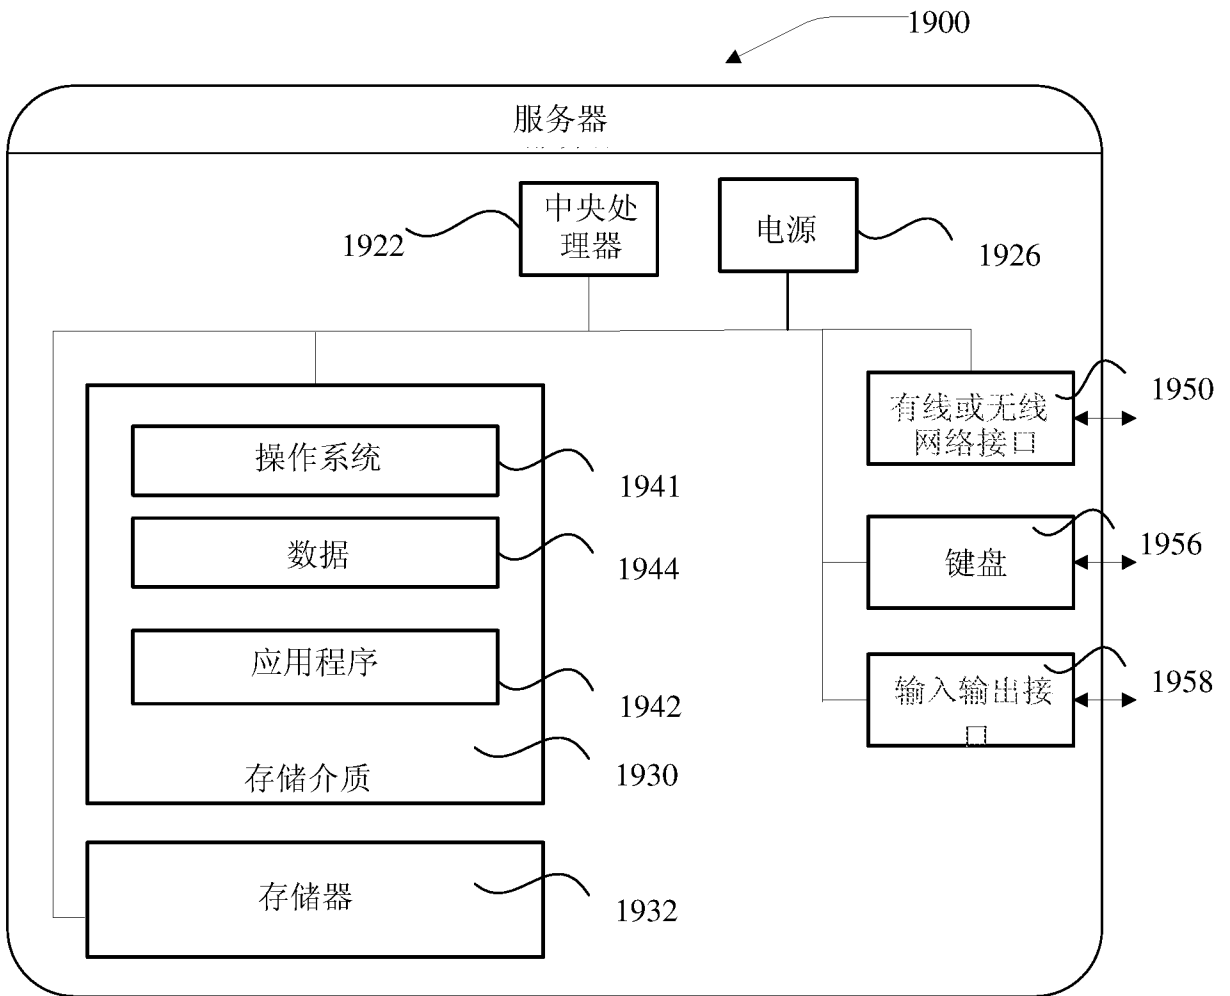 1900
服务器
中央处
理器
1922
电源
1926
有线或无线
网络接口
1950
操作系统
1941
数据
1944
键盘
1956
应用程序
1942
输入输出接
口
1958
存储介质
1930
存储器
1932